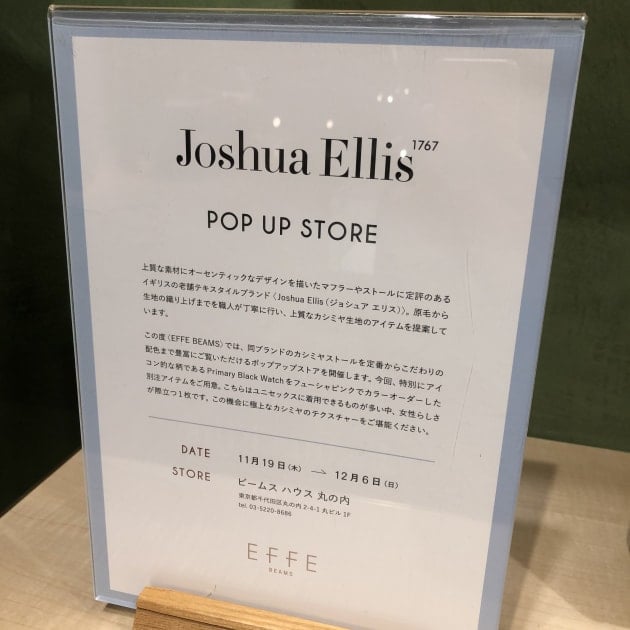 Joshua Ellis 1767
POP UP STORE
上質な素材にオーセンティックなデザインを描いたマフラーやストールに定評のある
イギリスの老舗テキスタイルブランド〈Joshua Ellis（ジョシュア エリス）〉。原毛から
生地の織り上げまでを職人が丁寧に行い、上質なカシミヤ生地のアイテムを提案して
います。
この度〈EFFE BEAMS〉では、同ブランドのカシミヤストールを定番からこだわりの
配色まで豊富にご覧いただけるポップアップストアを開催します。今回、特別にアイ
コン的な柄であるPrimary Black Watchをフューシャピンクでカラーオーダーした
別注アイテムをご用意。こちらはユニセックスに着用できるものが多い中、女性らしさ
が際立つ1枚です。この機会に極上なカシミヤのテクスチャーをご堪能ください。
DATE 11月19日（木） → 12月6日（日）
STORE ビームス ハウス 丸の内
東京都千代田区丸の内2-4-1 丸ビル 1F
tel. 03-5220-8686
EFFE
BEAMS